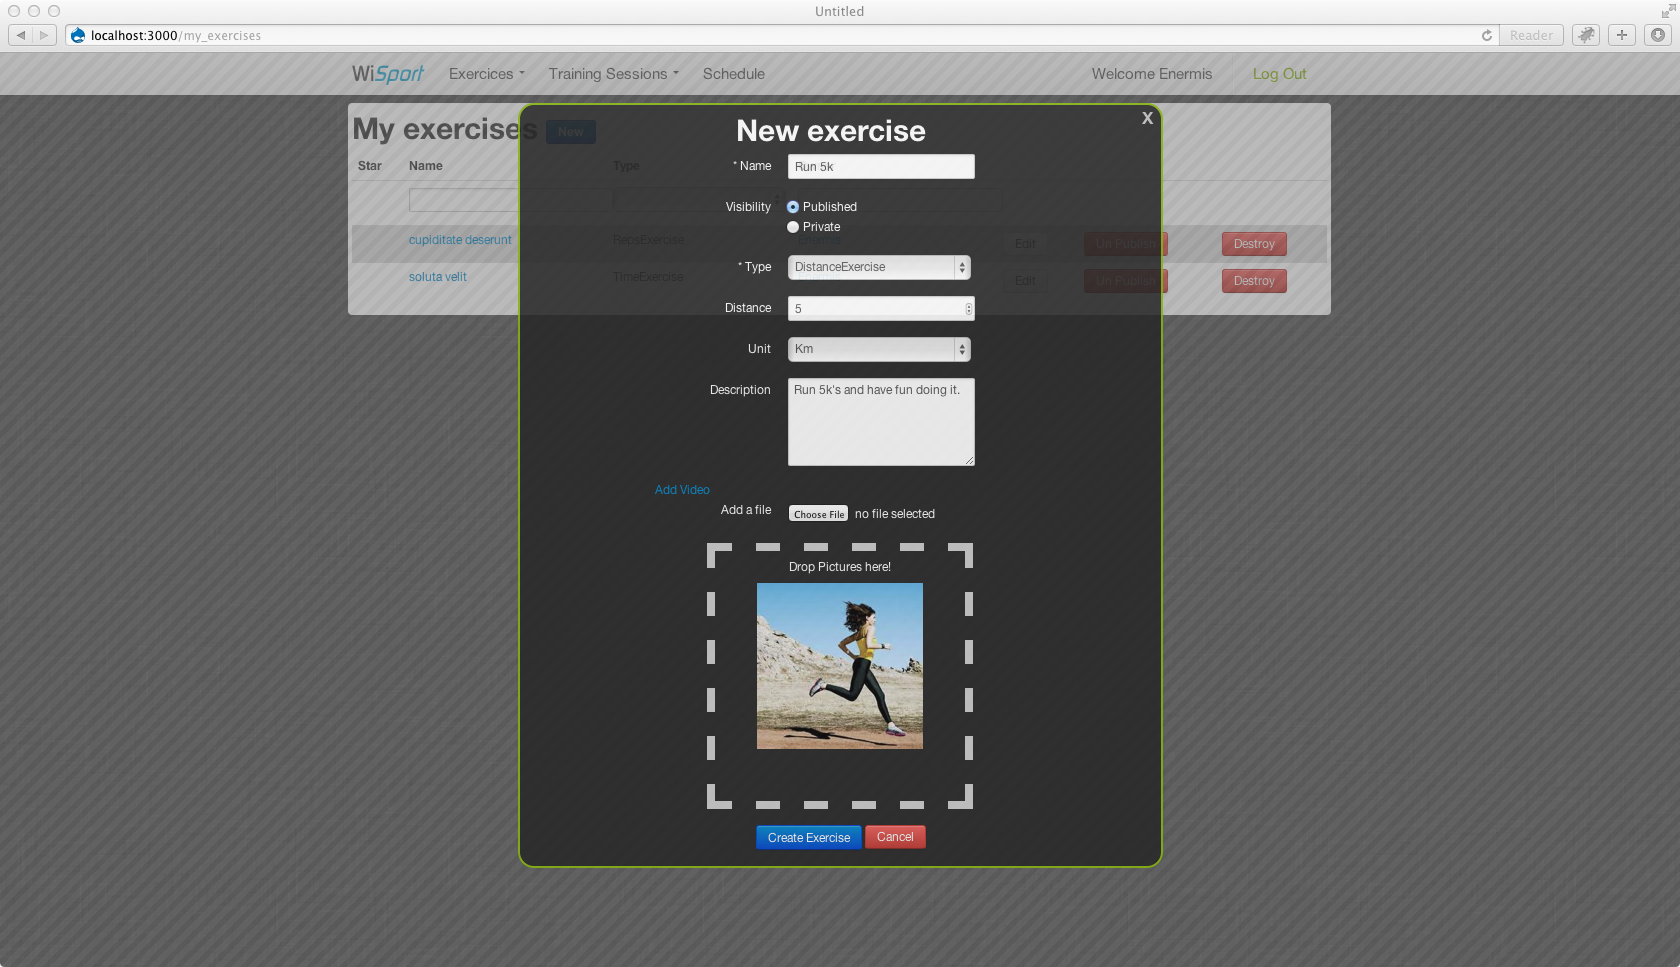 Untitled
localhost:3000/my_exercises
Reader
WiSport Exercices Training Sessions Schedule Welcome Enermis Log Out
My exercises New
Star Name Type
cupiditate deserunt RepsExercise Edit Un Publish Destroy
soluta velit TimeExercise Edit Un Publish Destroy
New exercise X
* Name Run 5k
Visibility Published
Private
* Type DistanceExercise
Distance 5
Unit Km
Description Run 5k's and have fun doing it.
Add Video
Add a file Choose File no file selected
Drop Pictures here!
Create Exercise Cancel